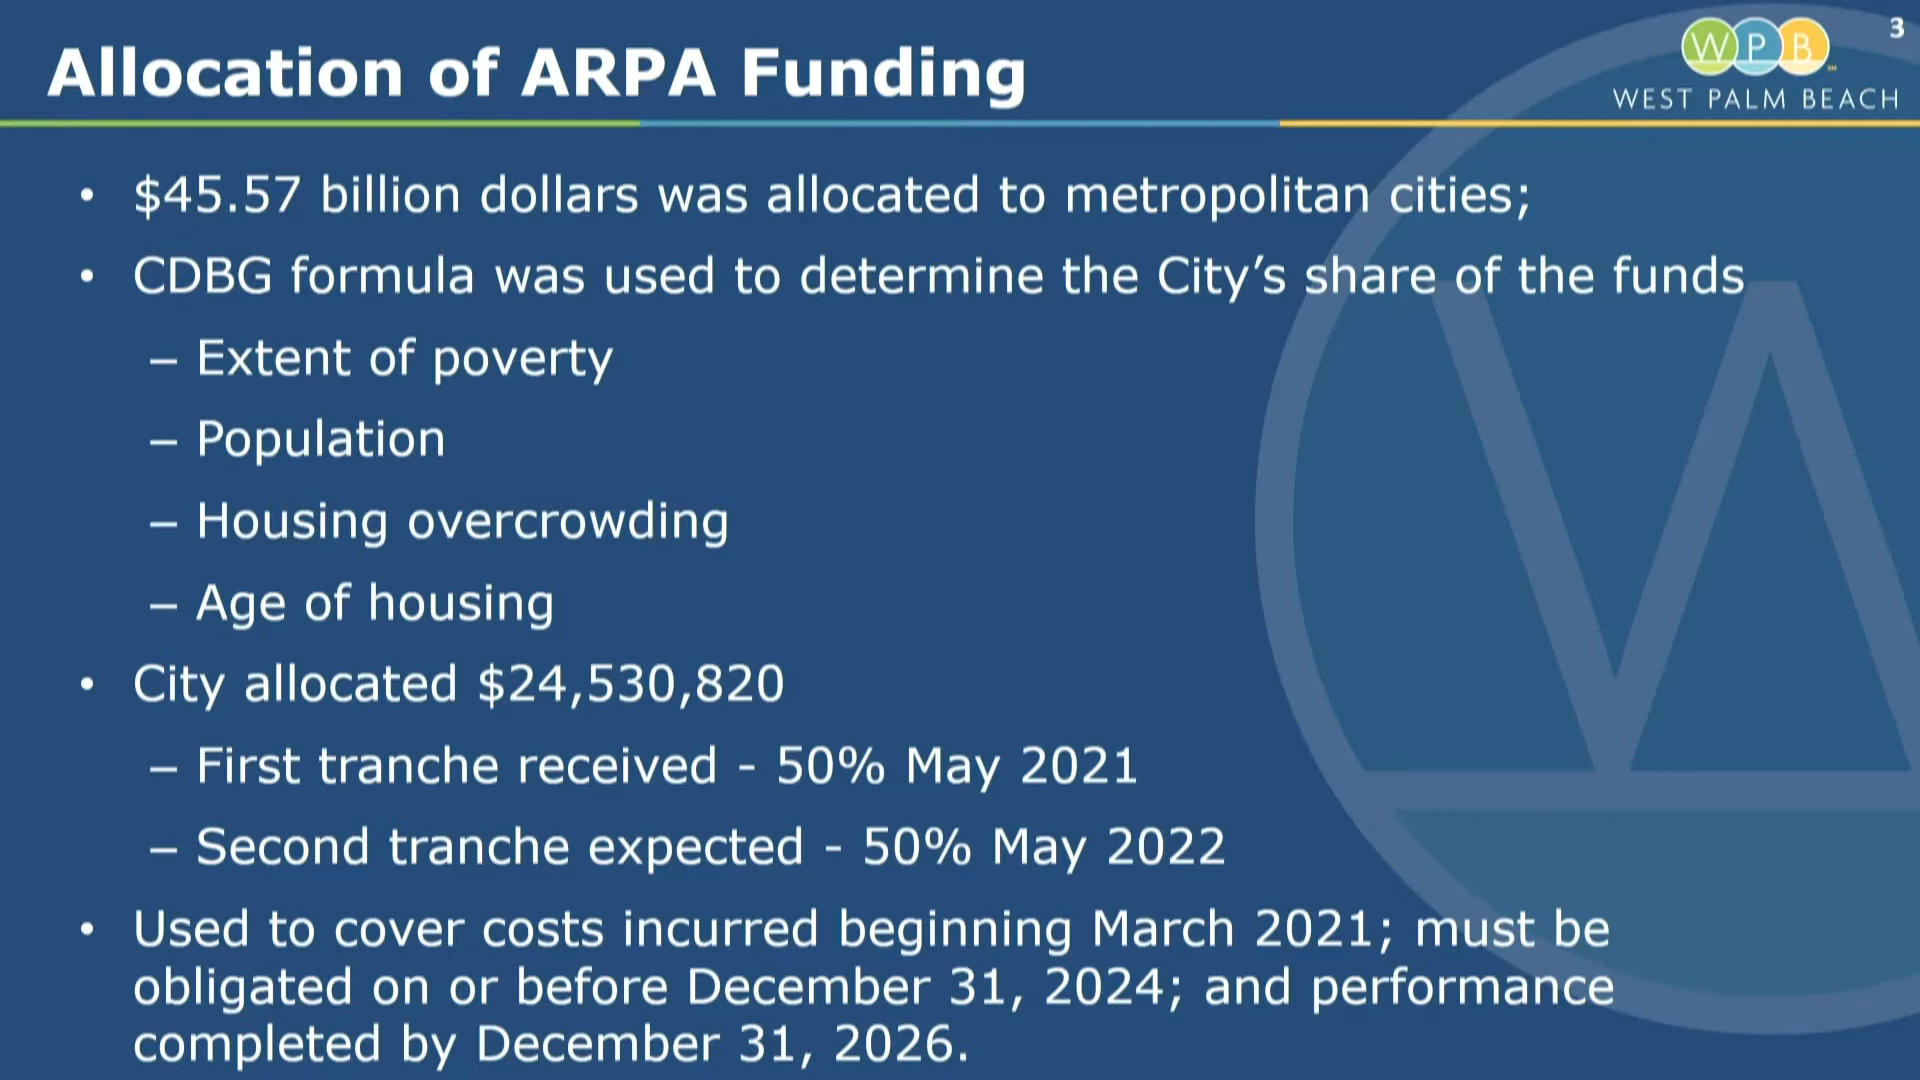 Allocation of ARPA Funding
WPB
WEST PALM BEACH
3
• $45.57 billion dollars was allocated to metropolitan cities;
• CDBG formula was used to determine the City’s share of the funds
– Extent of poverty
– Population
– Housing overcrowding
– Age of housing
• City allocated $24,530,820
– First tranche received - 50% May 2021
– Second tranche expected - 50% May 2022
• Used to cover costs incurred beginning March 2021; must be
obligated on or before December 31, 2024; and performance
completed by December 31, 2026.